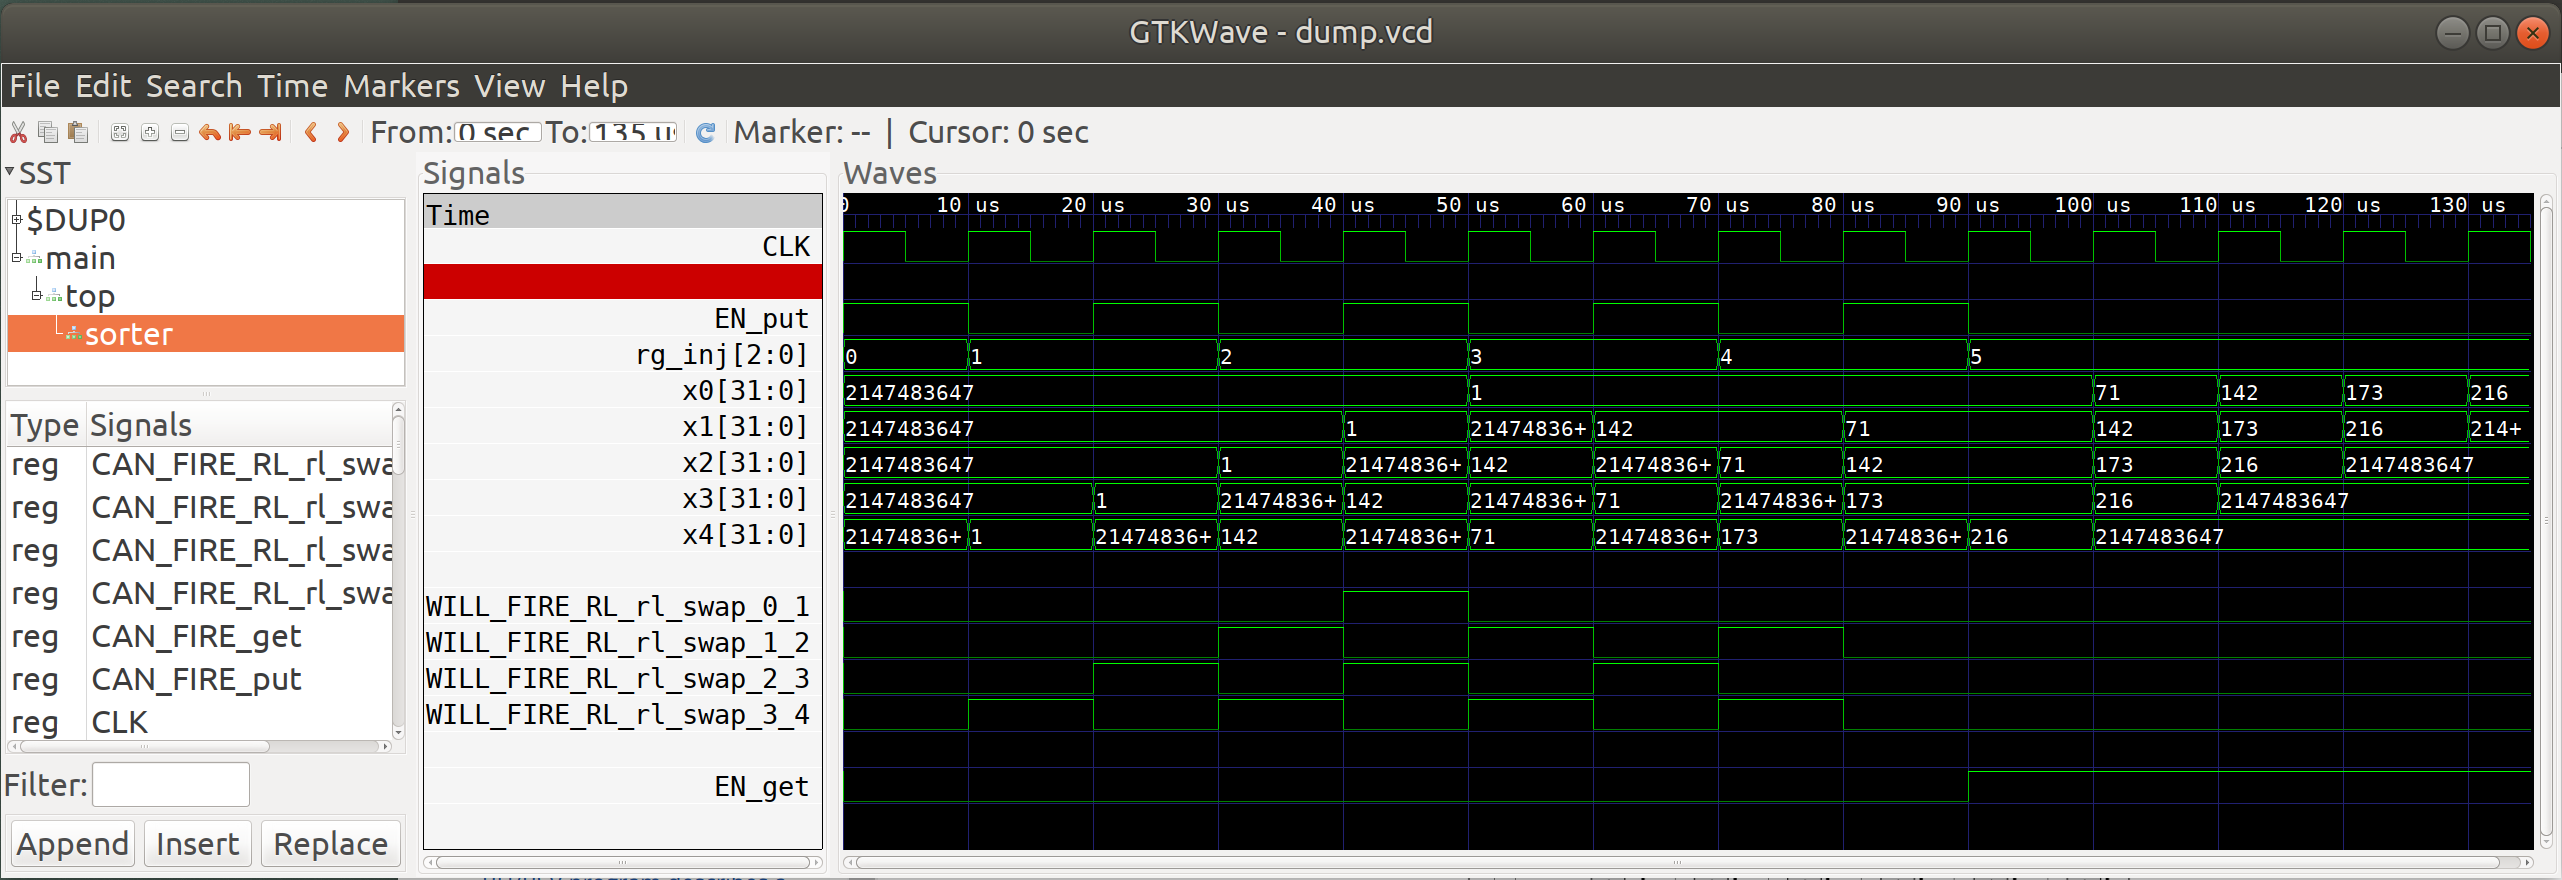 GTKWave - dump.vcd
File Edit Search Time Markers View Help
From: 0 sec To: 135 us Marker: -- | Cursor: 0 sec
SST
$DUP0
main
top
sorter
Type Signals
reg CAN_FIRE_RL_rl_swa
reg CAN_FIRE_RL_rl_swa
reg CAN_FIRE_RL_rl_swa
reg CAN_FIRE_RL_rl_swa
reg CAN_FIRE_get
reg CAN_FIRE_put
reg CLK
Filter:
Append Insert Replace
Signals
Time
CLK
EN_put
rg_inj[2:0]
x0[31:0]
x1[31:0]
x2[31:0]
x3[31:0]
x4[31:0]
WILL_FIRE_RL_rl_swap_0_1
WILL_FIRE_RL_rl_swap_1_2
WILL_FIRE_RL_rl_swap_2_3
WILL_FIRE_RL_rl_swap_3_4
EN_get
Waves
0 10 us 20 us 30 us 40 us 50 us 60 us 70 us 80 us 90 us 100 us 110 us 120 us 130 us
0 1 2 3 4 5
2147483647 1 71 142 173 216
2147483647 1 21474836+ 142 71 142 173 216 214+
2147483647 1 21474836+ 142 21474836+ 71 142 173 216 2147483647
2147483647 1 21474836+ 142 21474836+ 71 21474836+ 173 216 2147483647
21474836+ 1 21474836+ 142 21474836+ 71 21474836+ 173 21474836+ 216 2147483647